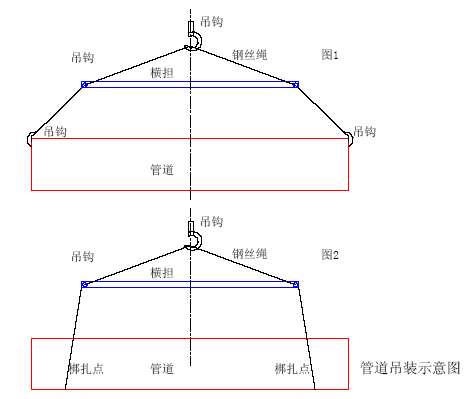 吊钩
吊钩 钢丝绳 图1
横担
吊钩 吊钩
管道
吊钩
吊钩 钢丝绳 图2
横担
梆扎点 管道 梆扎点 管道吊装示意图